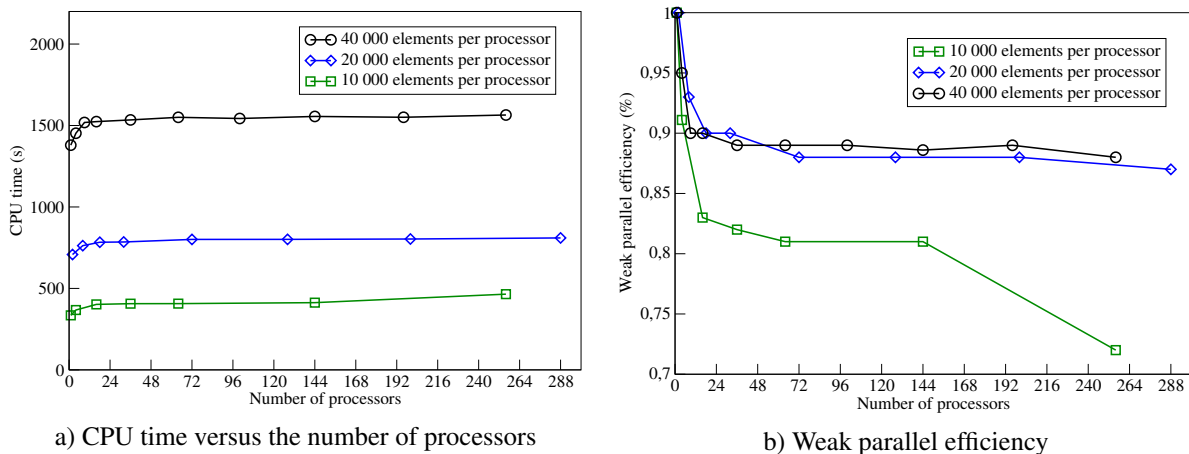 2000
1500
1000
500
0
CPU time (s)
40 000 elements per processor
20 000 elements per processor
10 000 elements per processor
0 24 48 72 96 120 144 168 192 216 240 264 288
Number of processors
a) CPU time versus the number of processors
1
0,95
0,9
0,85
0,8
0,75
0,7
Weak parallel efficiency (%)
10 000 elements per processor
20 000 elements per processor
40 000 elements per processor
0 24 48 72 96 120 144 168 192 216 240 264 288
Number of processors
b) Weak parallel efficiency